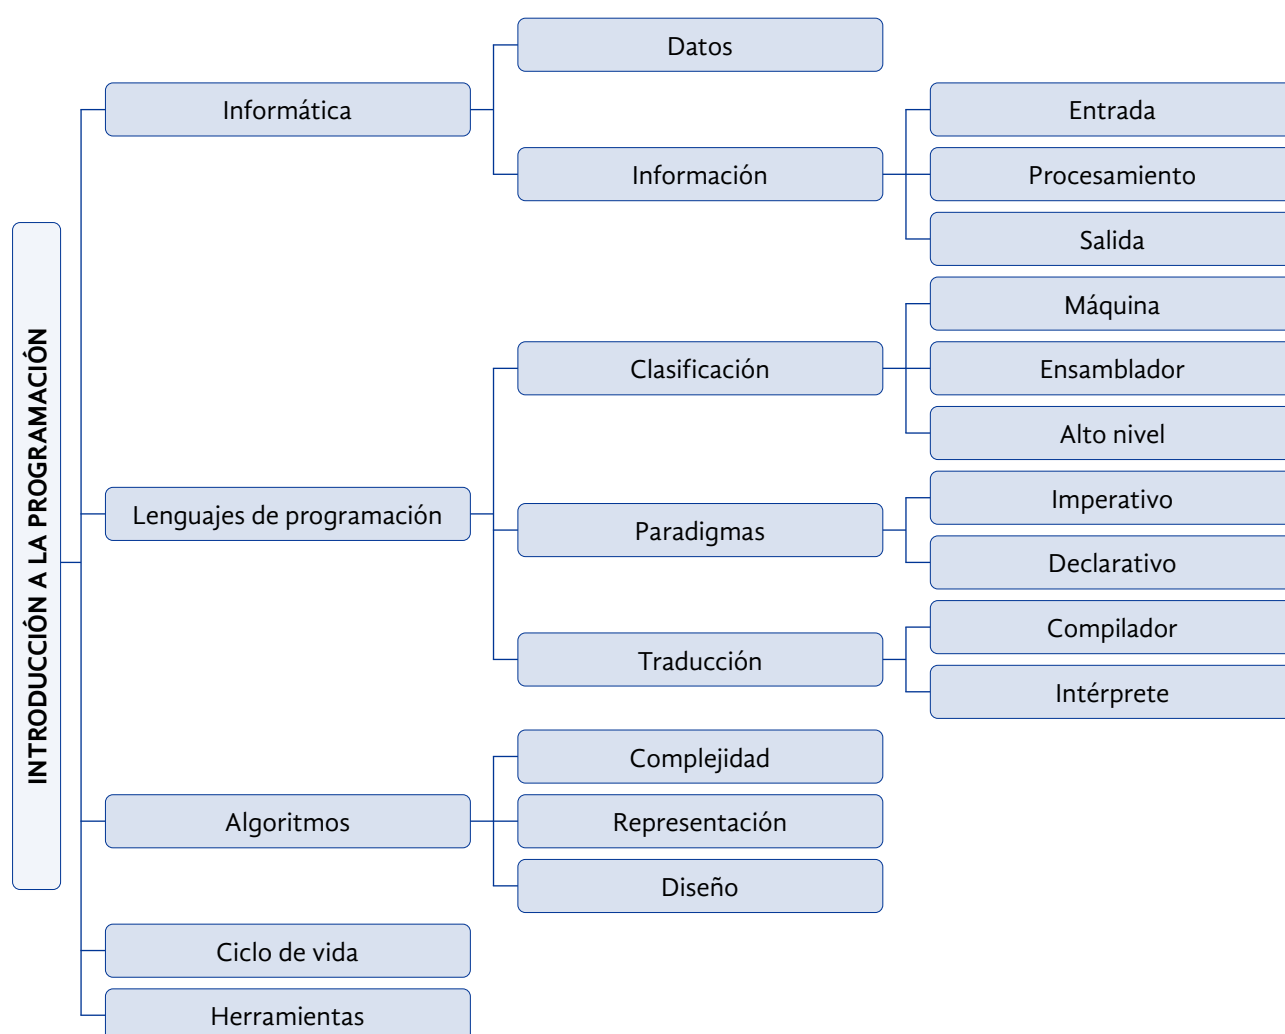 INTRODUCCIÓN A LA PROGRAMACIÓN
Informática
Datos
Información
Entrada
Procesamiento
Salida
Lenguajes de programación
Clasificación
Máquina
Ensamblador
Alto nivel
Paradigmas
Imperativo
Declarativo
Traducción
Compilador
Intérprete
Algoritmos
Complejidad
Representación
Diseño
Ciclo de vida
Herramientas